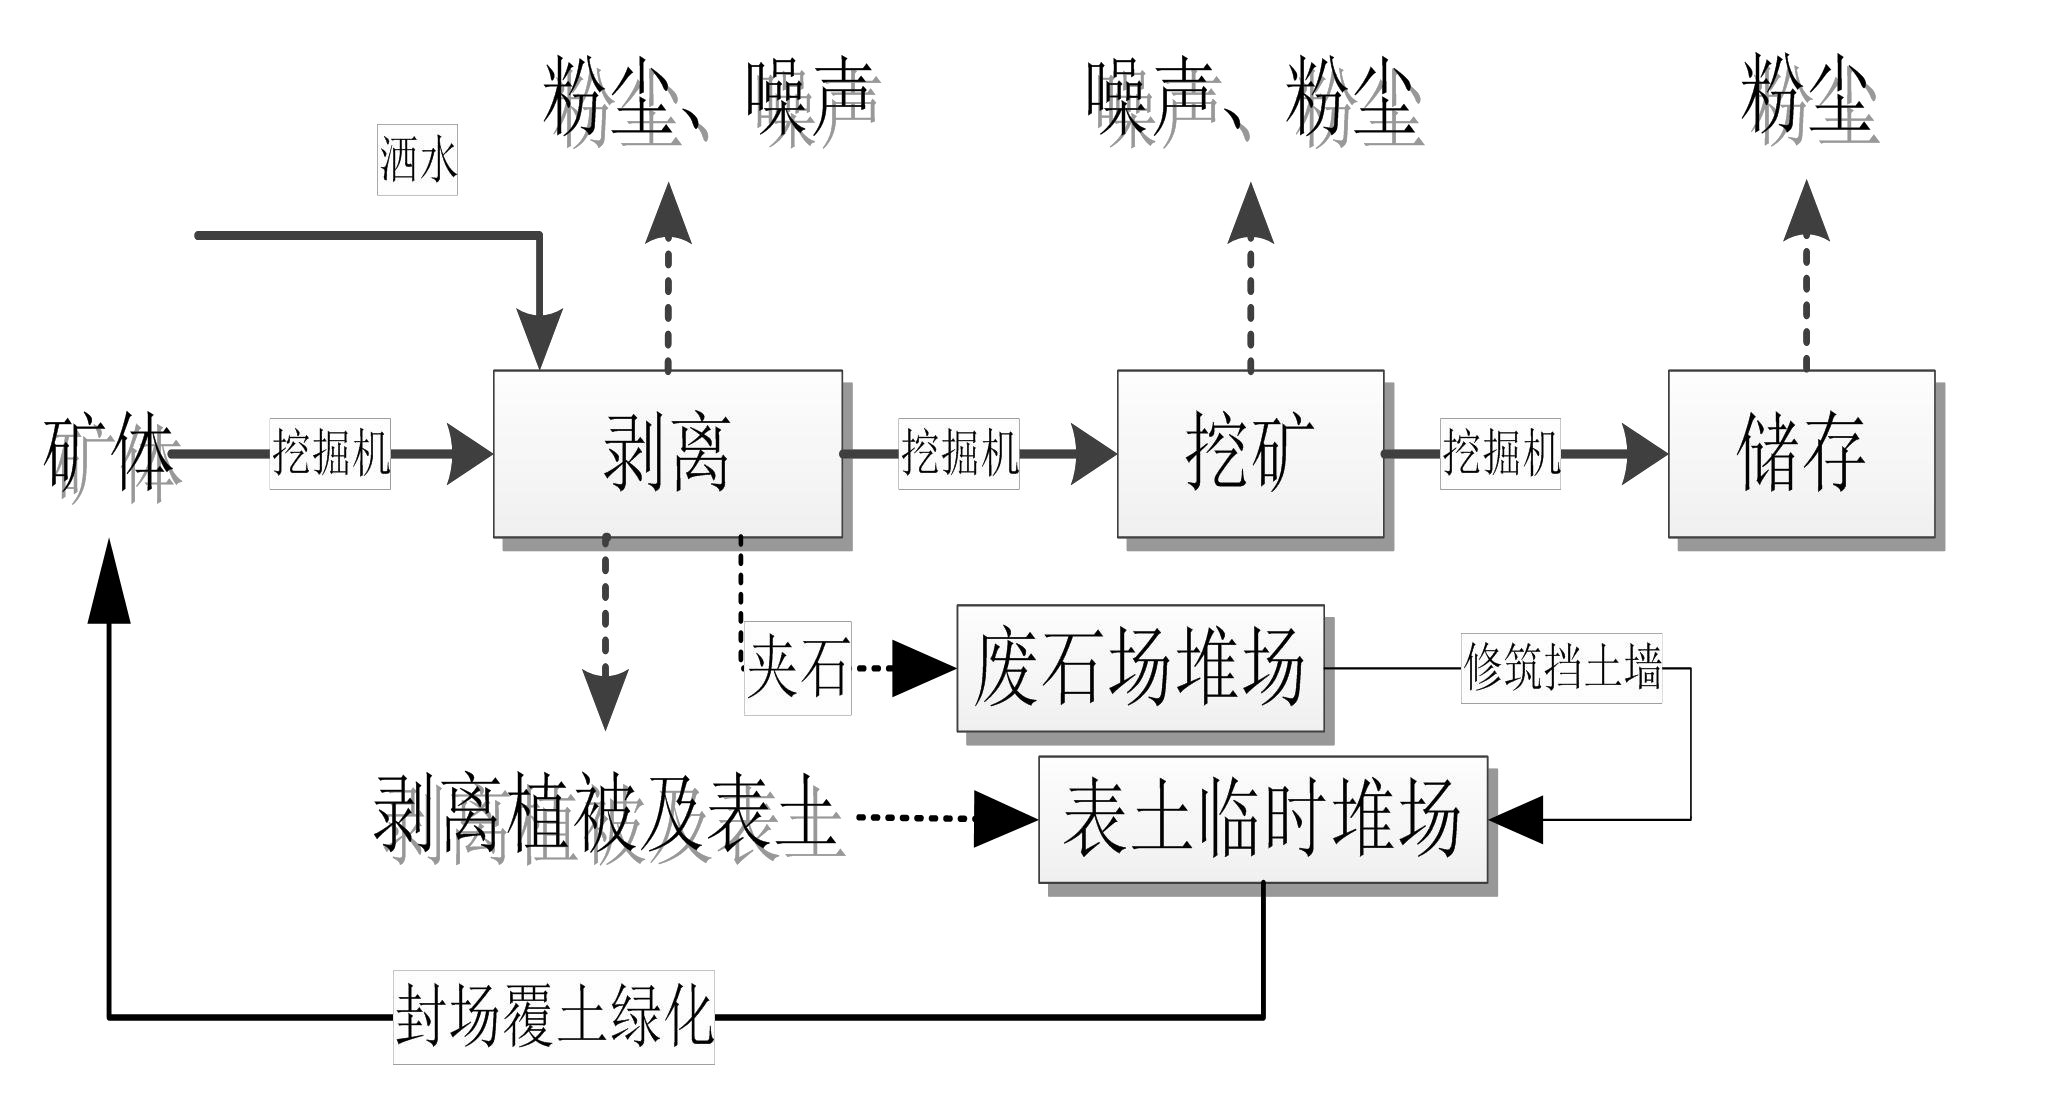 粉尘、噪声
噪声、粉尘
粉尘
洒水
矿体
挖掘机
剥离
挖掘机
挖矿
挖掘机
储存
夹石
废石场堆场
修筑挡土墙
剥离植被及表土
表土临时堆场
封场覆土绿化